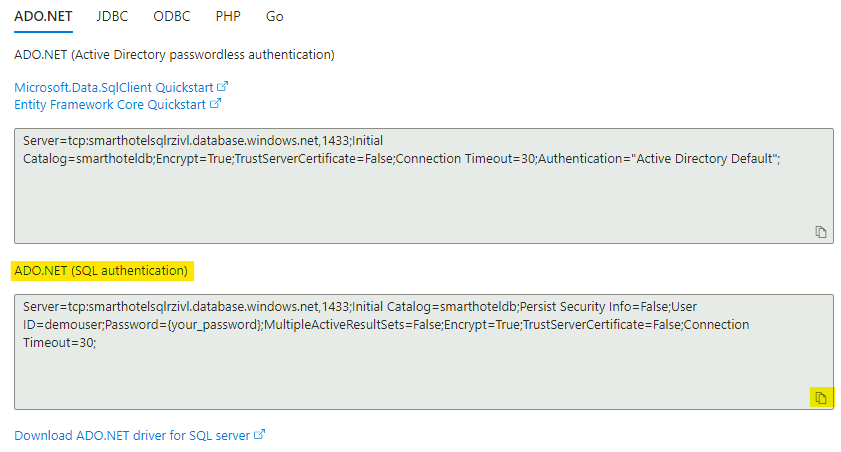 ADO.NET JDBC ODBC PHP Go
ADO.NET (Active Directory passwordless authentication)
Microsoft.Data.SqlClient Quickstart
Entity Framework Core Quickstart
Server=tcp:smarthotelsqlrzivl.database.windows.net,1433;Initial
Catalog=smarthoteldb;Encrypt=True;TrustServerCertificate=False;Connection Timeout=30;Authentication="Active Directory Default";
ADO.NET (SQL authentication)
Server=tcp:smarthotelsqlrzivl.database.windows.net,1433;Initial Catalog=smarthoteldb;Persist Security Info=False;User
ID=demouser;Password={your_password};MultipleActiveResultSets=False;Encrypt=True;TrustServerCertificate=False;Connection
Timeout=30;
Download ADO.NET driver for SQL server